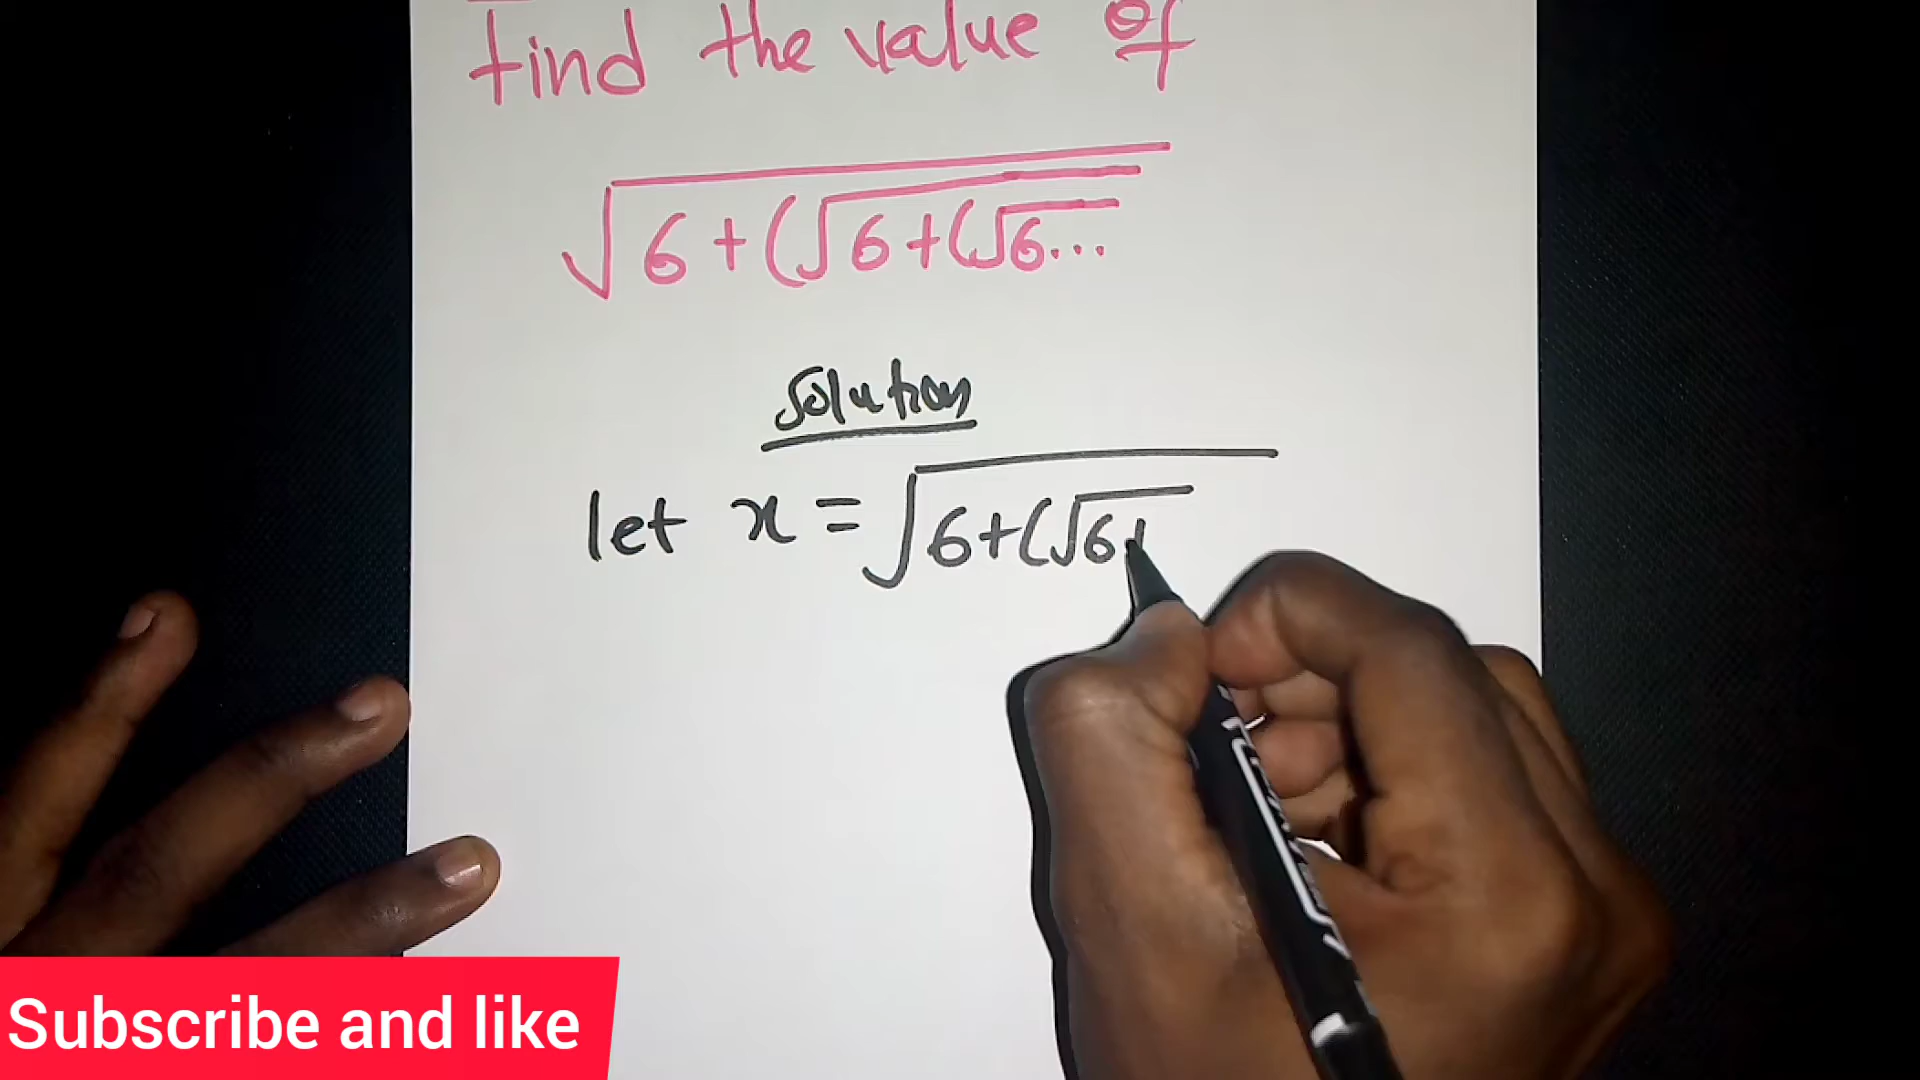 find the value of
√6+(√6+(√6...
Solution
let x = √6+(√6+
Subscribe and like